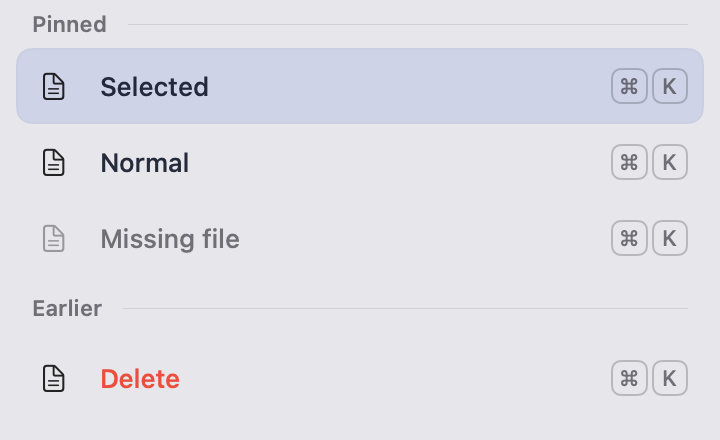 Pinned
Selected ⌘ K
Normal ⌘ K
Missing file ⌘ K
Earlier
Delete ⌘ K